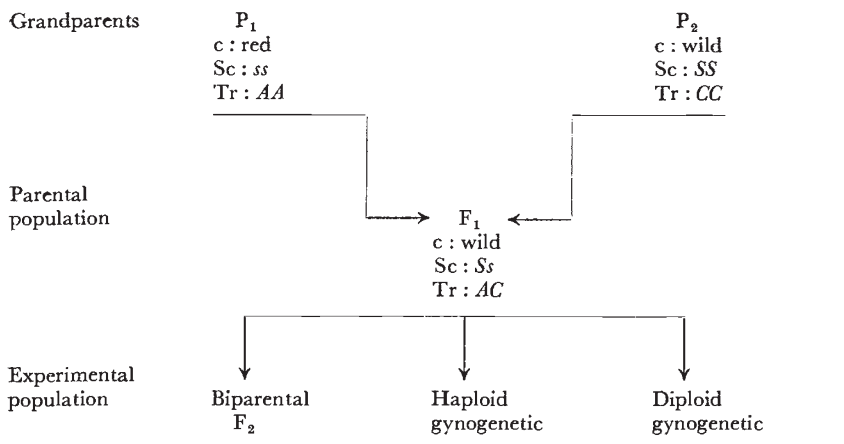 Grandparents P₁ P₂
c : red c : wild
Sc : ss Sc : SS
Tr : AA Tr : CC
Parental
population F₁
c : wild
Sc : Ss
Tr : AC
Experimental
population Biparental Haploid Diploid
F₂ gynogenetic gynogenetic